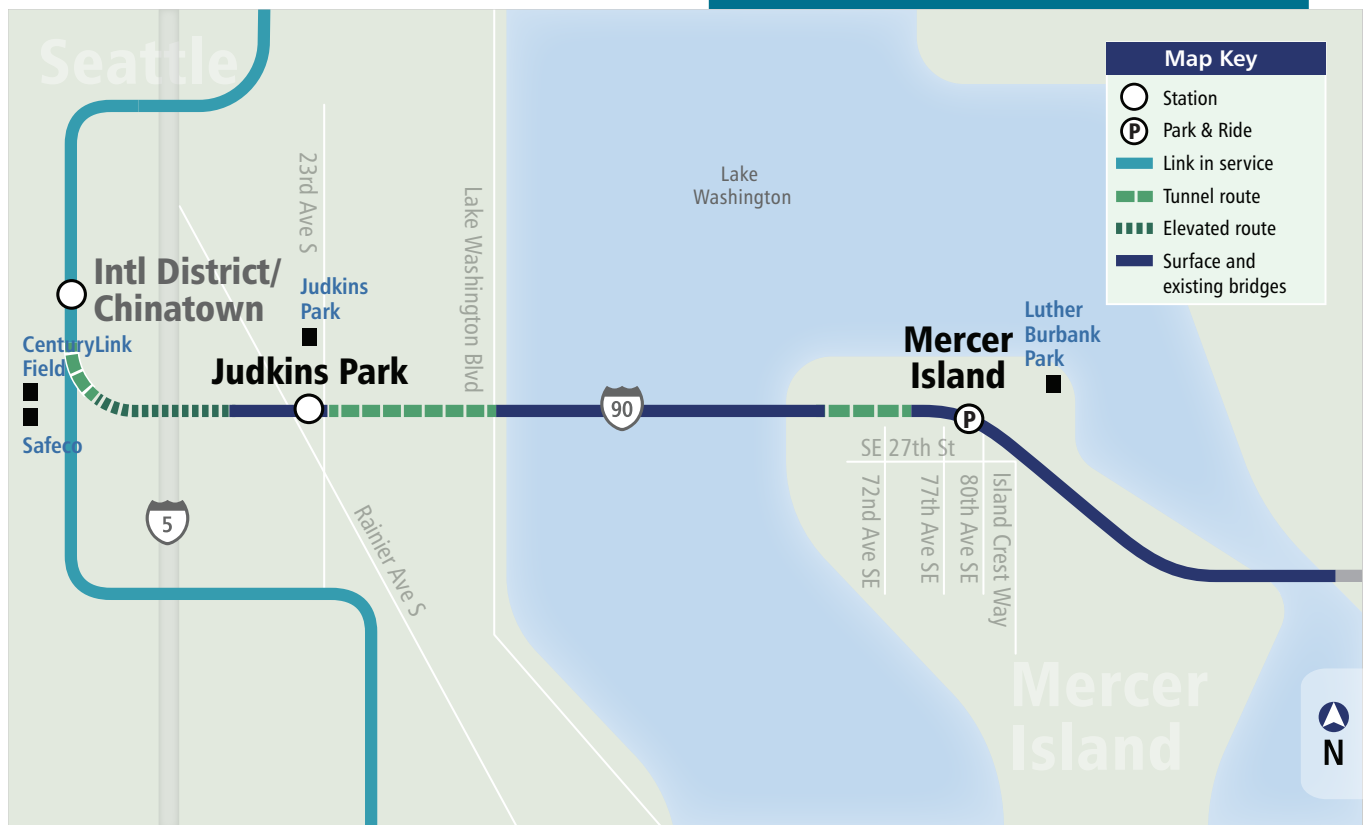 Seattle
Map Key
Station
P
Park & Ride
Link in service
Tunnel route
Elevated route
Surface and
existing bridges
Lake
Washington
23rd Ave S
Lake Washington Blvd
Intl District/
Chinatown
Judkins
Park
CenturyLink
Field
Safeco
Judkins Park
90
Mercer
Island
Luther
Burbank
Park
P
SE 27th St
72nd Ave SE
77th Ave SE
80th Ave SE
Island Crest Way
5
Rainier Ave S
Mercer
Island
N